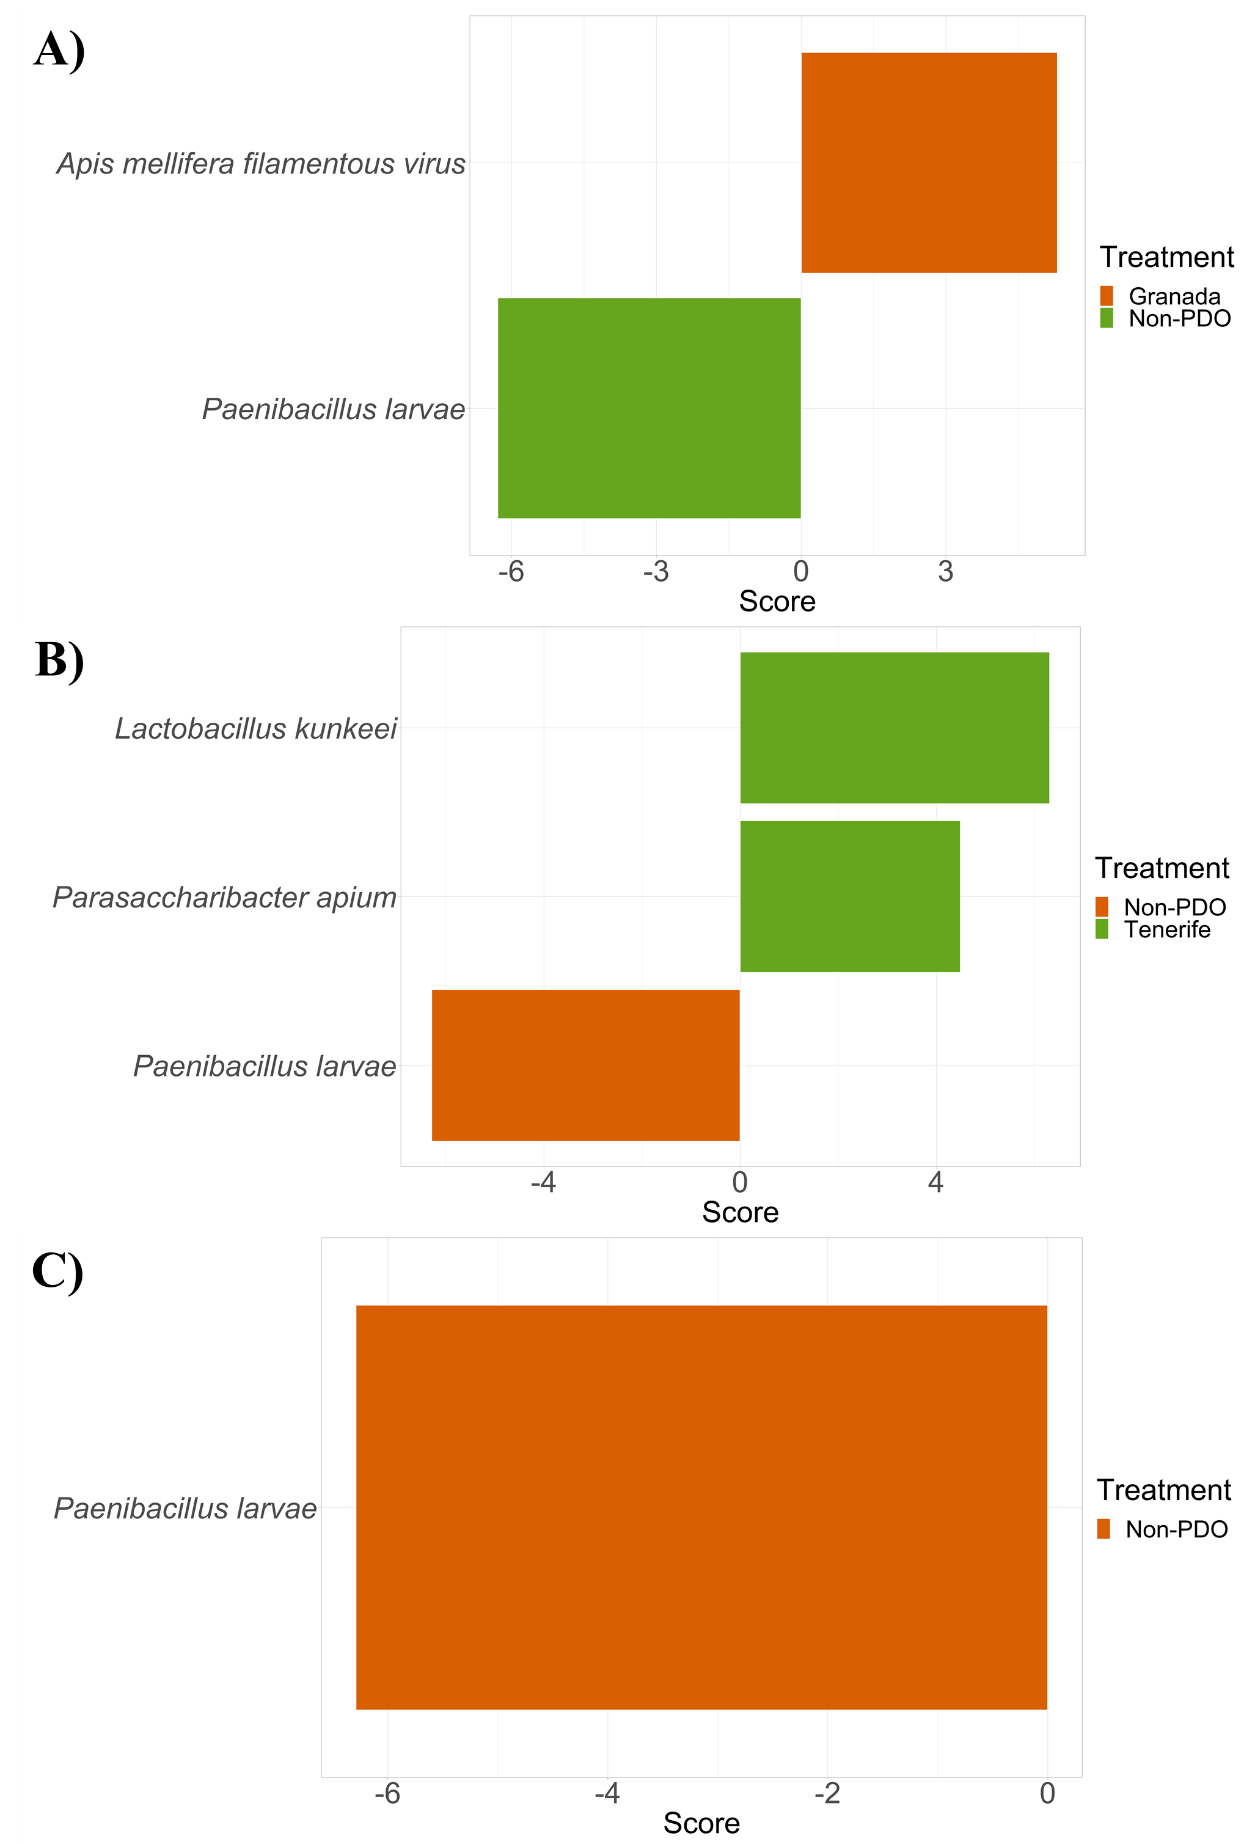 A)
Apis mellifera filamentous virus
Paenibacillus larvae
-6 -3 0 3
Score
Treatment
Granada
Non-PDO
B)
Lactobacillus kunkeei
Parasaccharibacter apium
Paenibacillus larvae
-4 0 4
Score
Treatment
Non-PDO
Tenerife
C)
Paenibacillus larvae
-6 -4 -2 0
Score
Treatment
Non-PDO